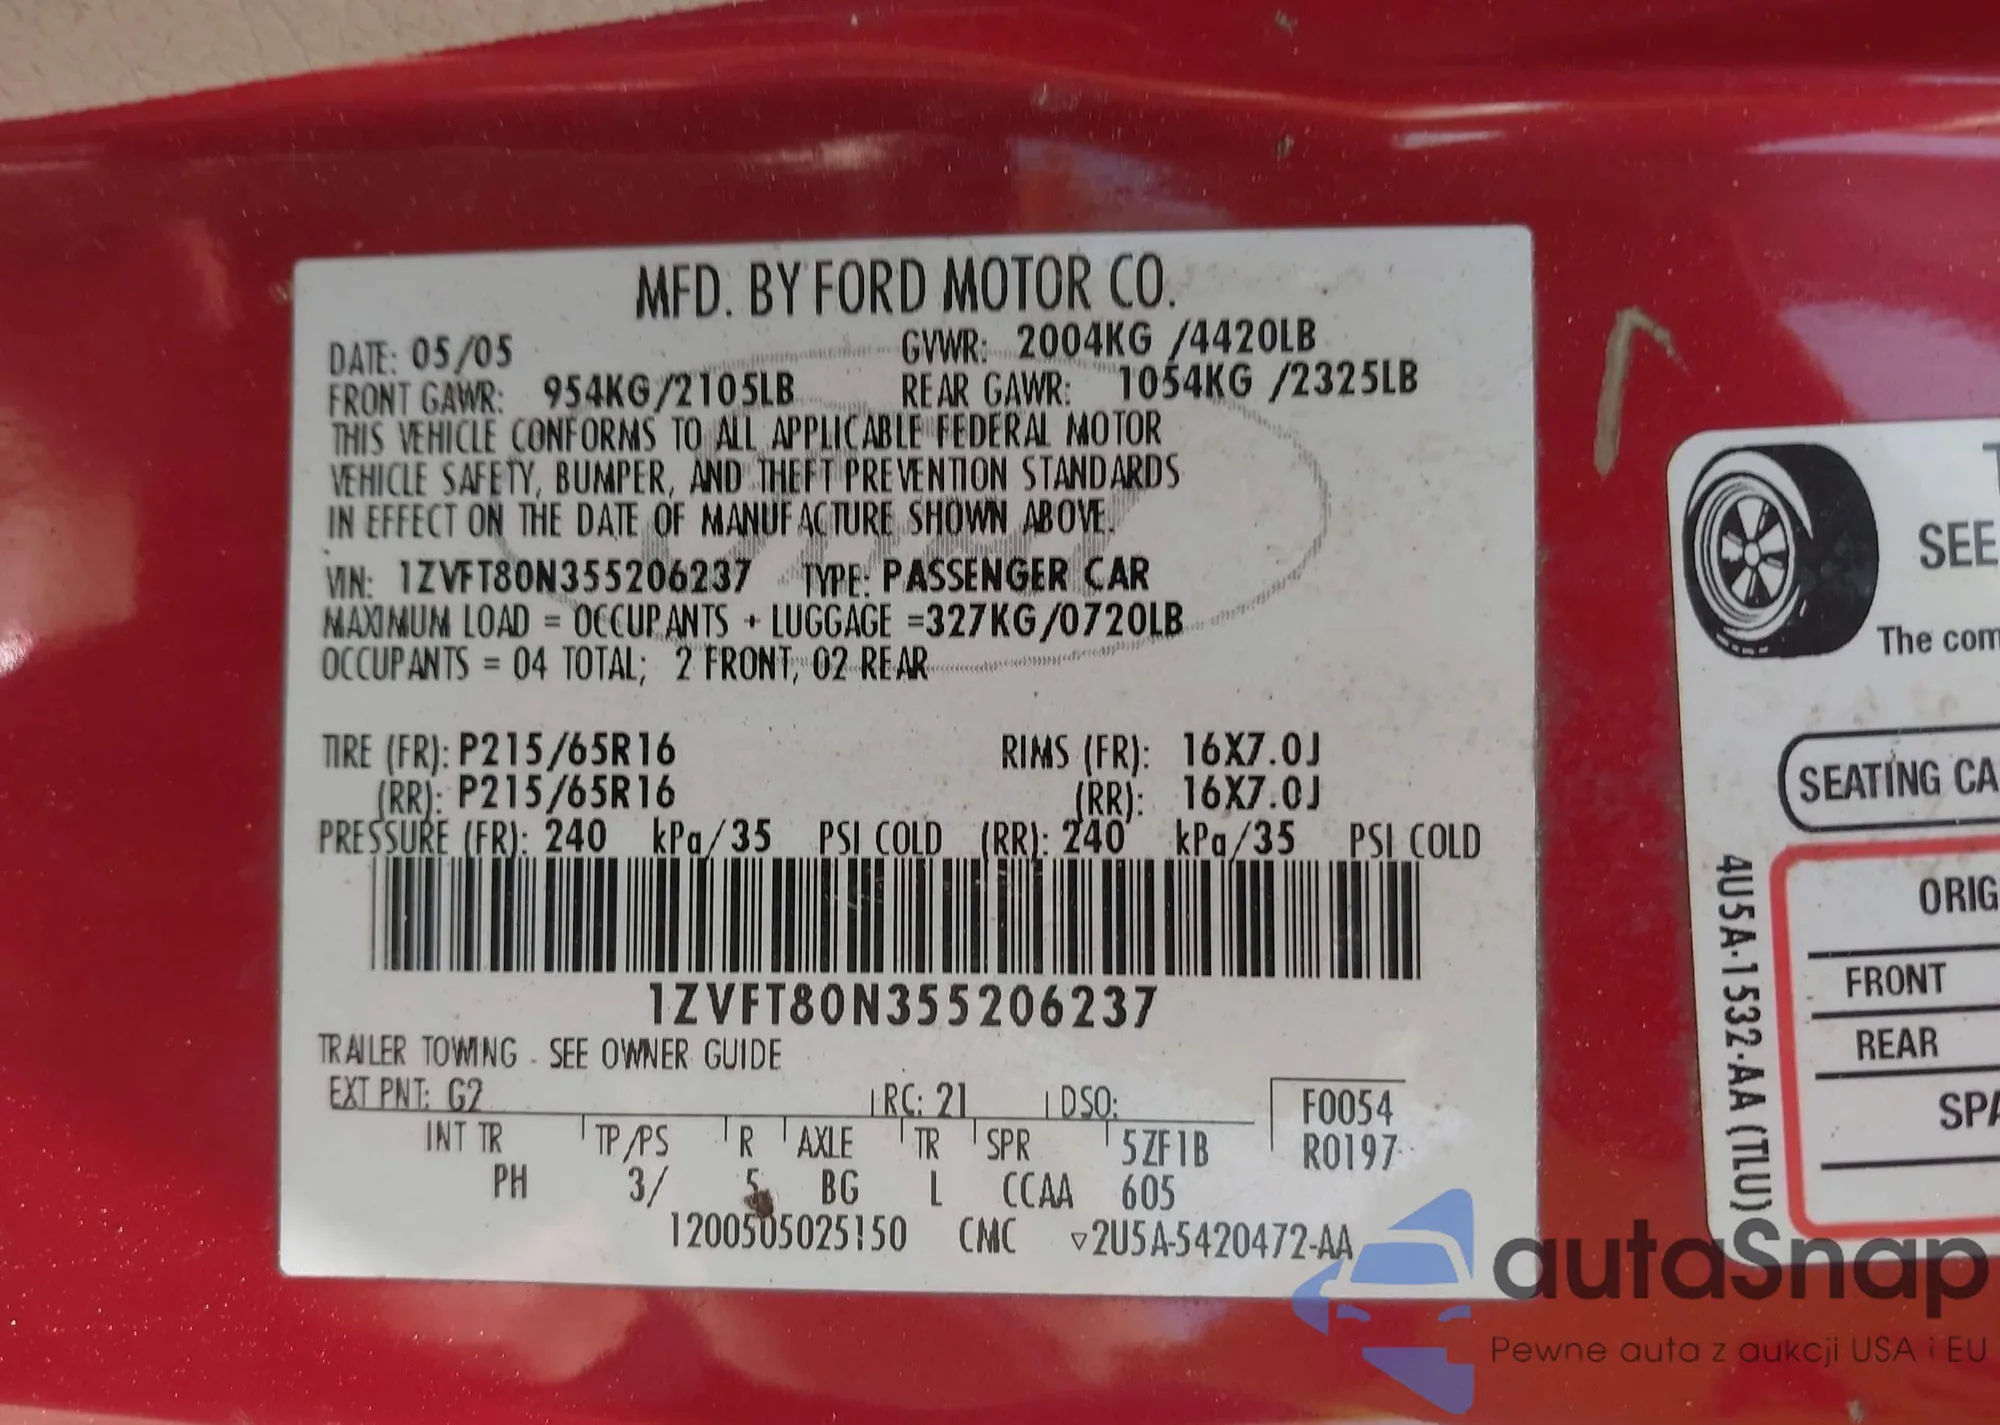 MFD. BY FORD MOTOR CO.
DATE: 05/05 GVWR: 2004KG /4420LB
FRONT GAWR: 954KG/2105LB REAR GAWR: 1054KG /2325LB
THIS VEHICLE CONFORMS TO ALL APPLICABLE FEDERAL MOTOR
VEHICLE SAFETY, BUMPER, AND THEFT PREVENTION STANDARDS
IN EFFECT ON THE DATE OF MANUFACTURE SHOWN ABOVE.
VIN: 1ZVFT80N355206237 TYPE: PASSENGER CAR
MAXIMUM LOAD = OCCUPANTS + LUGGAGE =327KG/0720LB
OCCUPANTS = 04 TOTAL; 2 FRONT, 02 REAR
TIRE (FR): P215/65R16 RIMS (FR): 16X7.0J
(RR): P215/65R16 (RR): 16X7.0J
PRESSURE (FR): 240 kPa/35 PSI COLD (RR): 240 kPa/35 PSI COLD
1ZVFT80N355206237
TRAILER TOWING - SEE OWNER GUIDE
EXT PNT: G2 RC: 21 DSO: F0054
INT TR TP/PS R AXLE TR SPR 5ZF1B R0197
PH 3/ 5 BG L CCAA 605
1200505025150 CMC ▿2U5A-5420472-AA
SEE
The com
SEATING CA
4U5A-1532-AA (TLU)
ORIG
FRONT
REAR
SPA
autaSnap
Pewne auta z aukcji USA i EU